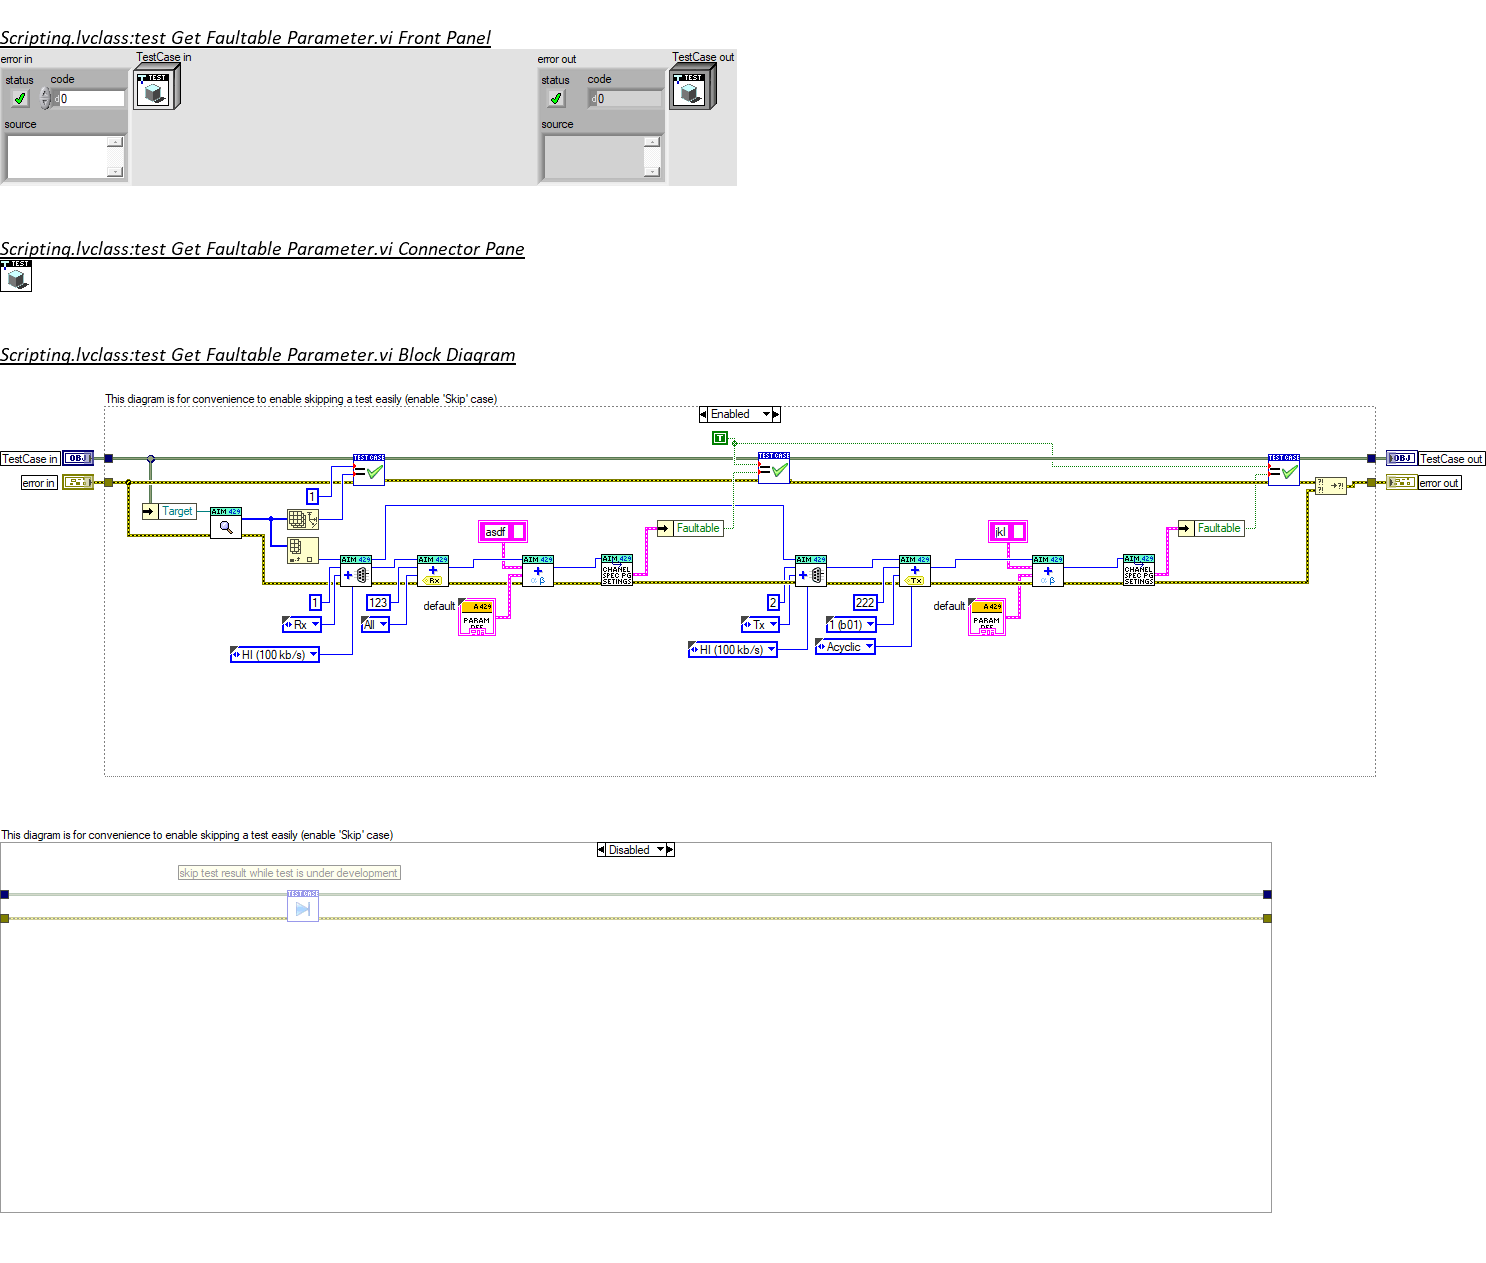 Scripting.lvclass:test Get Faultable Parameter.vi Front Panel
error in
TestCase in
error out
TestCase out
status
code
status
code
TEST
TEST
0
0
source
source
Scripting.lvclass:test Get Faultable Parameter.vi Connector Pane
TEST
Scripting.lvclass:test Get Faultable Parameter.vi Block Diagram
This diagram is for convenience to enable skipping a test easily (enable 'Skip' case)
Enabled
T
TestCase in
OBJ
TEST CASE
TEST CASE
TEST CASE
OBJ
TestCase out
error in
error out
1
Target
AIM 429
asdf
Faultable
jkl
Faultable
AIM 429
AIM 429
Rx
AIM 429
α β
AIM 429
CHANEL
SPEC PG
SETINGS
AIM 429
AIM 429
Tx
AIM 429
α β
AIM 429
CHANEL
SPEC PG
SETINGS
1
123
default
A429
PARAM
DEF
2
222
default
A429
PARAM
DEF
Rx
All
Tx
1 (b01)
HI (100 kb/s)
HI (100 kb/s)
Acyclic
This diagram is for convenience to enable skipping a test easily (enable 'Skip' case)
Disabled
skip test result while test is under development
TEST CASE